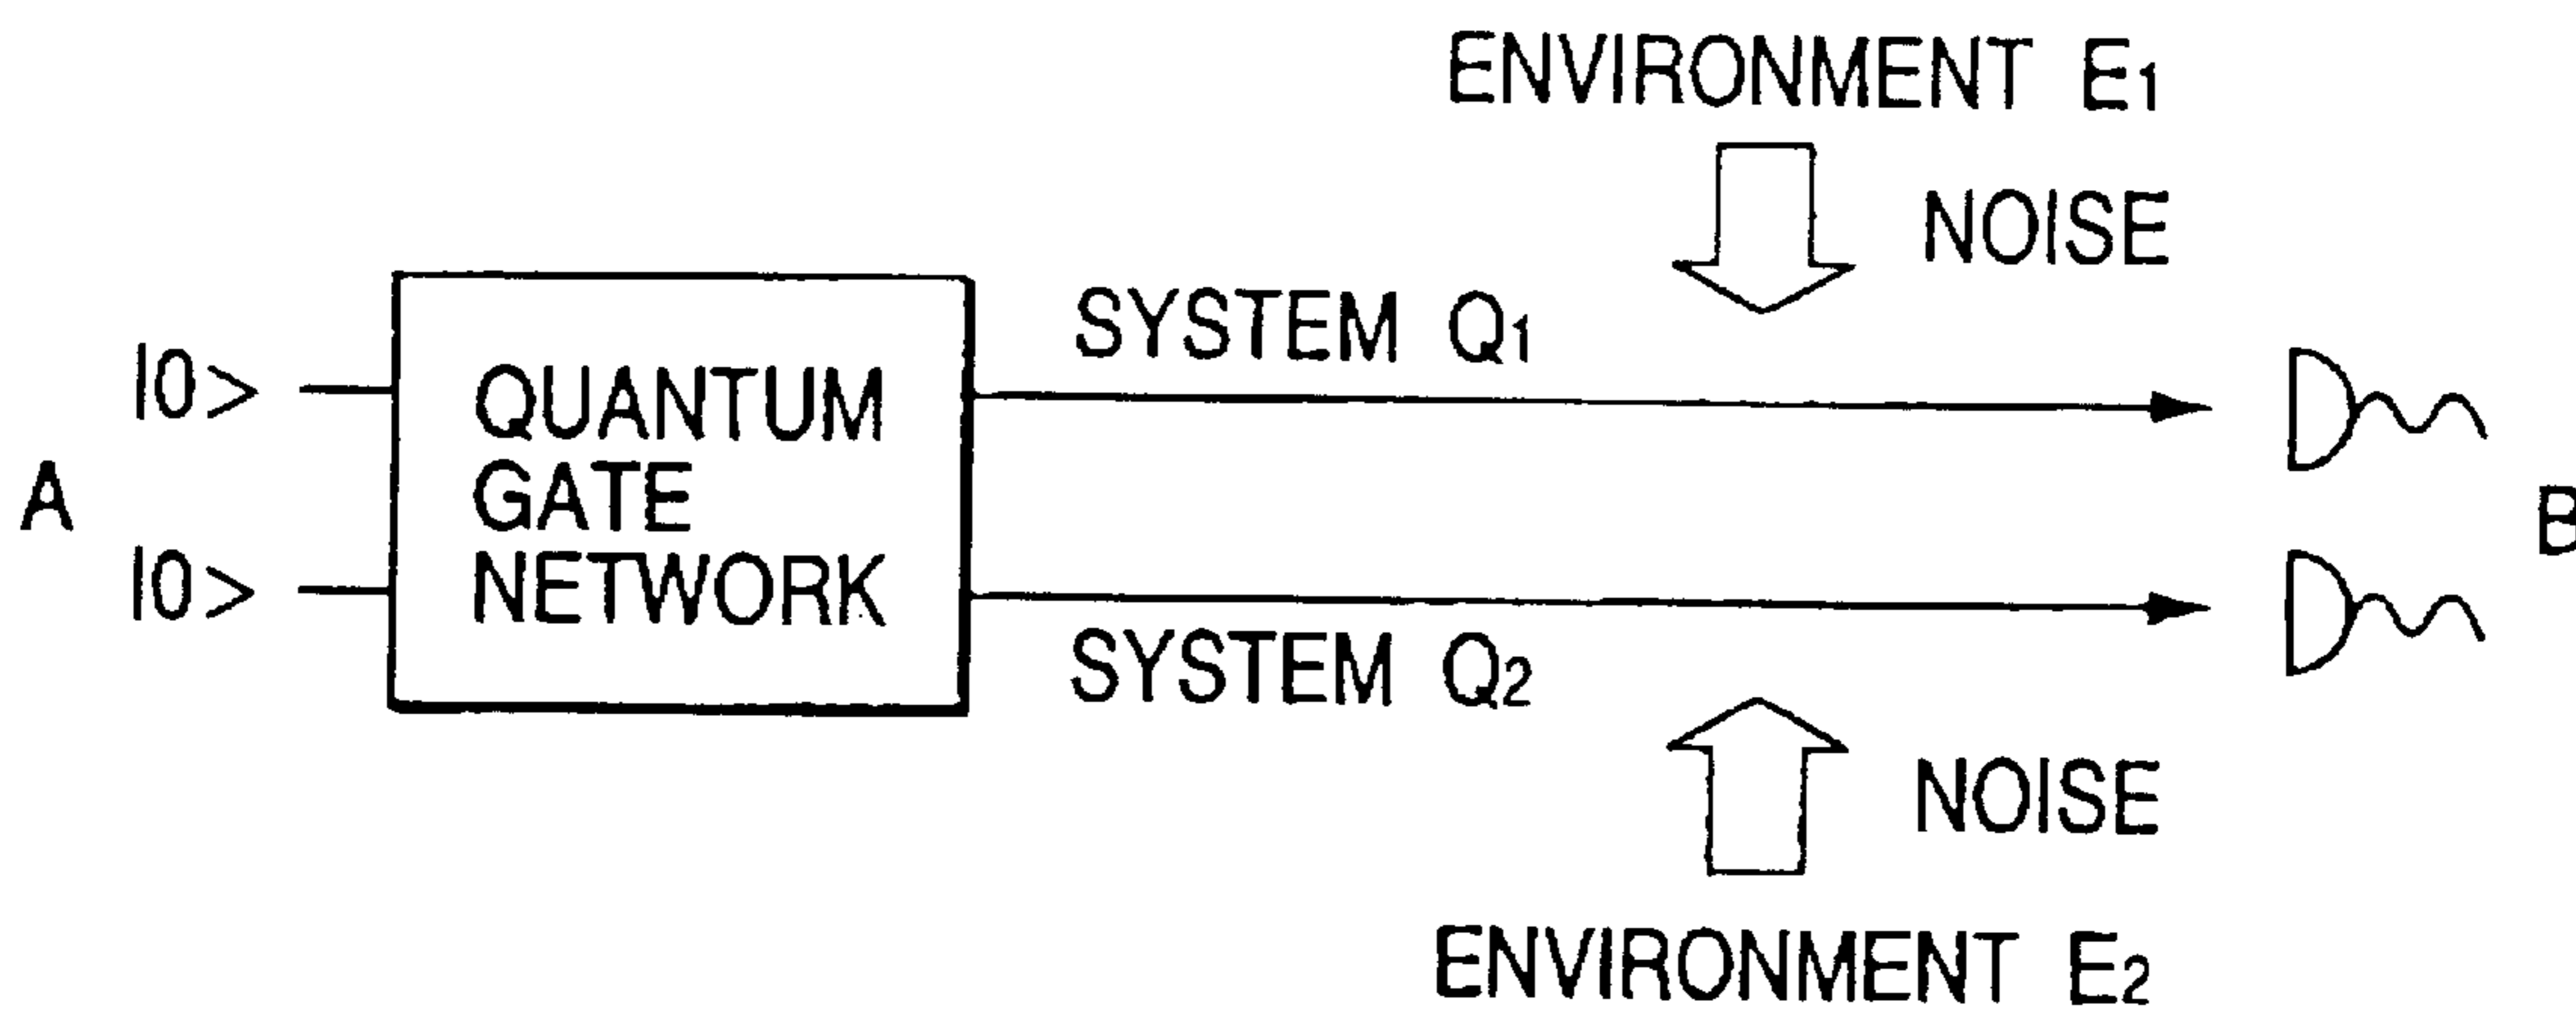 ENVIRONMENT E1
NOISE
SYSTEM Q1
|0>
QUANTUM
GATE
NETWORK
A
B
|0>
SYSTEM Q2
NOISE
ENVIRONMENT E2